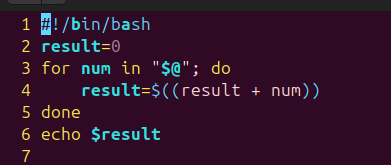 1 #!/bin/bash
2 result=0
3 for num in "$@"; do
4     result=$((result + num))
5 done
6 echo $result
7